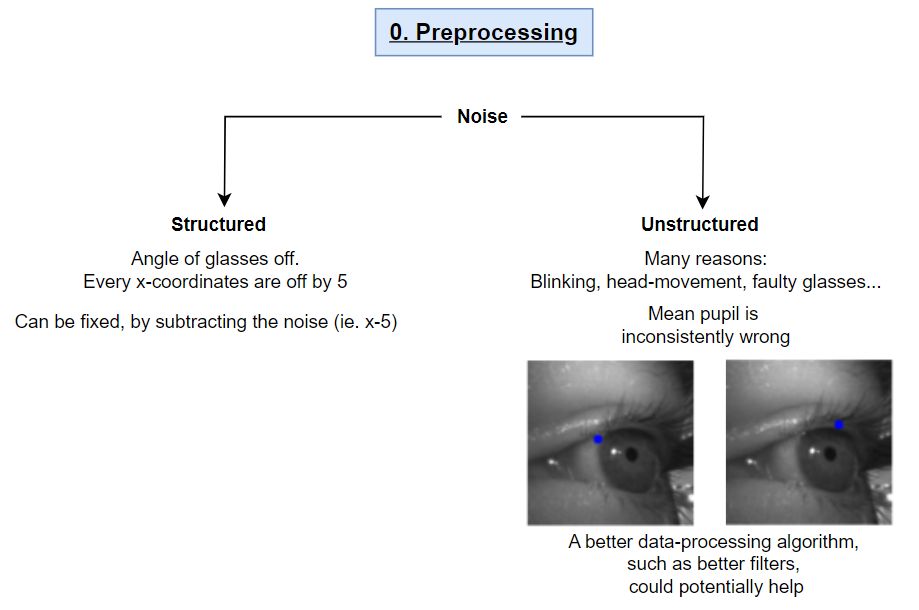 0. Preprocessing
Noise
Structured
Angle of glasses off.
Every x-coordinates are off by 5
Can be fixed, by subtracting the noise (ie. x-5)
Unstructured
Many reasons:
Blinking, head-movement, faulty glasses...
Mean pupil is
inconsistently wrong
A better data-processing algorithm,
such as better filters,
could potentially help